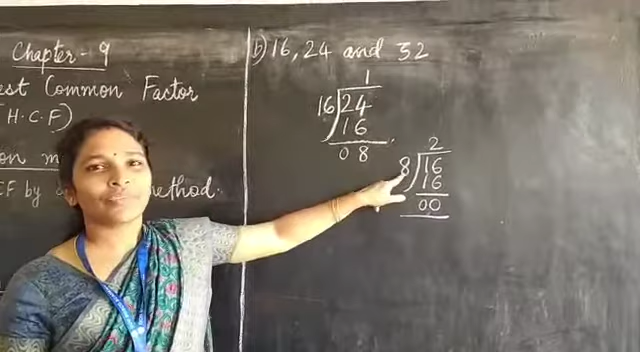 Chapter - 9
est Common Factor
(H.C.F)
on m
CF by method.
b) 16, 24 and 32
1
16 24
16
08
2
8 16
16
00